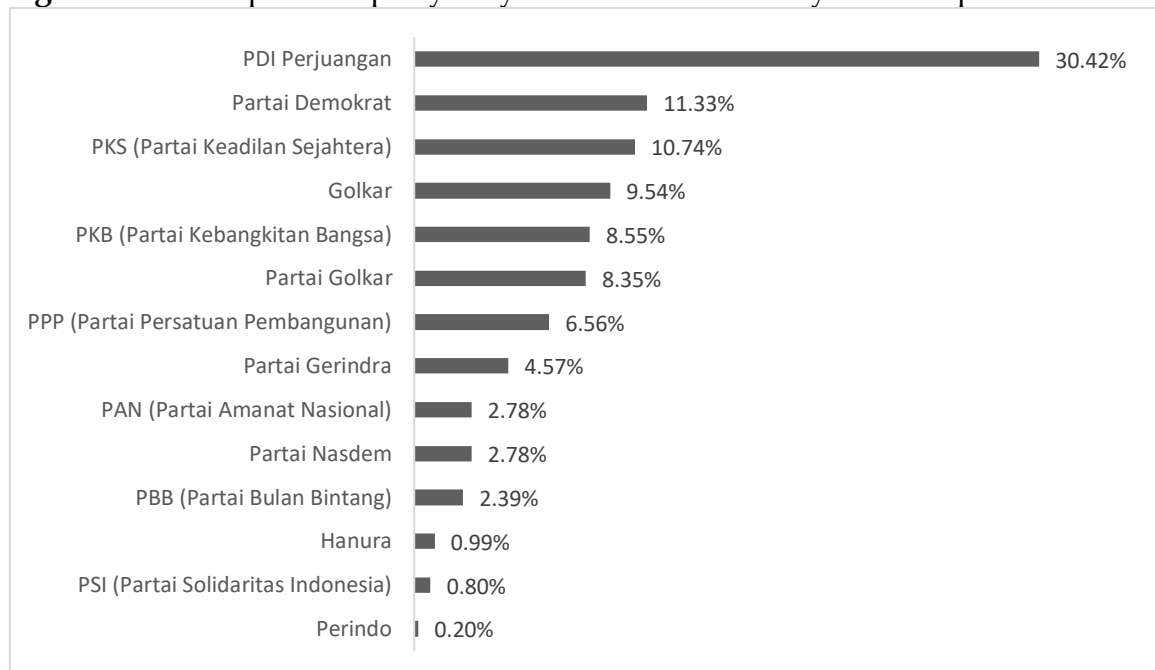 PDI Perjuangan 30.42%
Partai Demokrat 11.33%
PKS (Partai Keadilan Sejahtera) 10.74%
Golkar 9.54%
PKB (Partai Kebangkitan Bangsa) 8.55%
Partai Golkar 8.35%
PPP (Partai Persatuan Pembangunan) 6.56%
Partai Gerindra 4.57%
PAN (Partai Amanat Nasional) 2.78%
Partai Nasdem 2.78%
PBB (Partai Bulan Bintang) 2.39%
Hanura 0.99%
PSI (Partai Solidaritas Indonesia) 0.80%
Perindo 0.20%